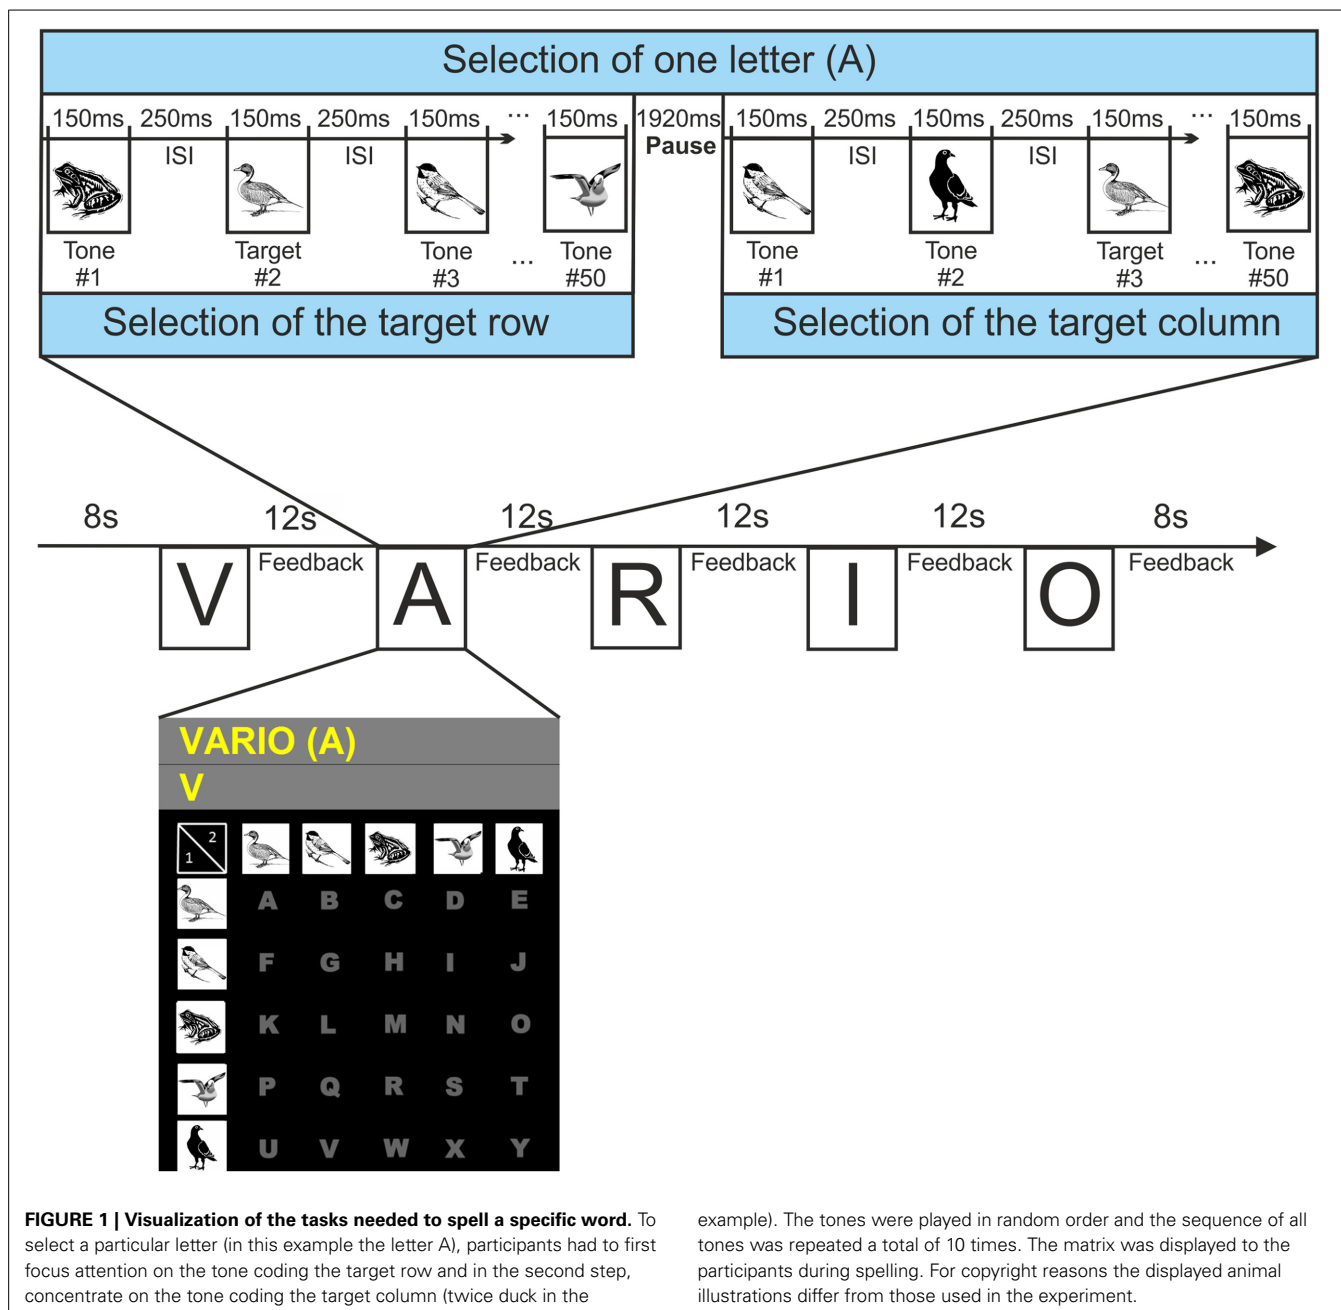 Selection of one letter (A)
150ms 250ms 150ms 250ms 150ms ... 150ms 1920ms 150ms 250ms 150ms 250ms 150ms ... 150ms
ISI ISI Pause ISI ISI
Tone Target Tone ... Tone Tone Tone Target ... Tone
#1 #2 #3 #50 #1 #2 #3 #50
Selection of the target row Selection of the target column
8s 12s 12s 12s 12s 8s
Feedback Feedback Feedback Feedback Feedback
V A R I O
VARIO (A)
V
2
1
A B C D E
F G H I J
K L M N O
P Q R S T
U V W X Y
FIGURE 1 | Visualization of the tasks needed to spell a specific word. To
select a particular letter (in this example the letter A), participants had to first
focus attention on the tone coding the target row and in the second step,
concentrate on the tone coding the target column (twice duck in the
example). The tones were played in random order and the sequence of all
tones was repeated a total of 10 times. The matrix was displayed to the
participants during spelling. For copyright reasons the displayed animal
illustrations differ from those used in the experiment.